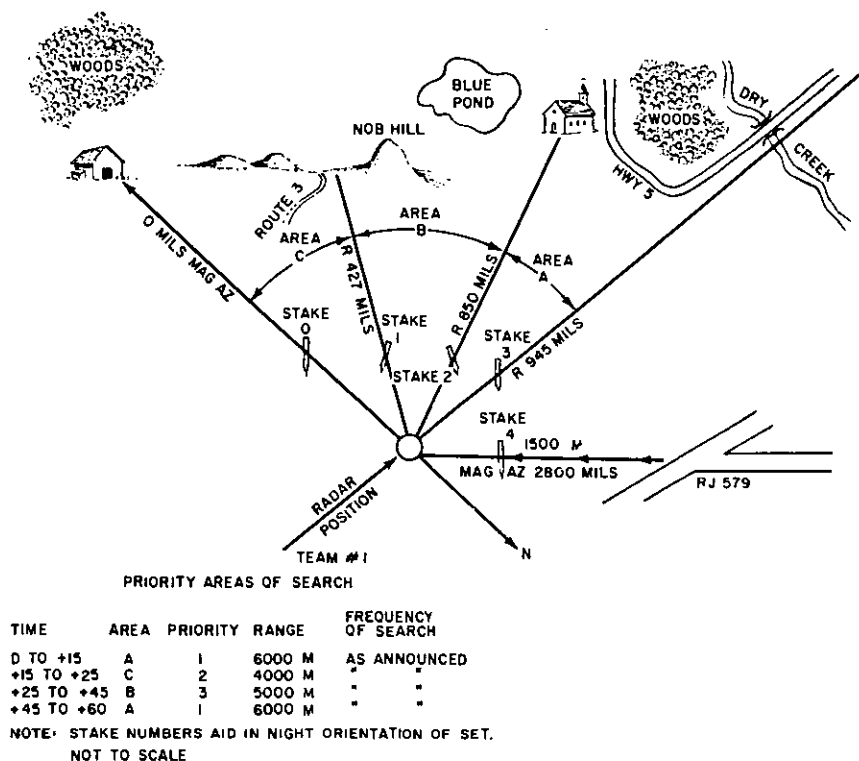 WOODS
BLUE
POND
DRY
WOODS
CREEK
NOB HILL
HWY 5
ROUTE 3
AREA
B
AREA
C
AREA
A
O MILS MAG AZ
R 427 MILS
R 850 MILS
R 945 MILS
STAKE
O
STAKE
1
STAKE 2
STAKE
3
STAKE
4
1500 M
MAG AZ 2800 MILS
RJ 579
RADAR
POSITION
TEAM #1
N
PRIORITY AREAS OF SEARCH
TIME AREA PRIORITY RANGE FREQUENCY OF SEARCH
D TO +15 A 1 6000 M AS ANNOUNCED
+15 TO +25 C 2 4000 M " "
+25 TO +45 B 3 5000 M " "
+45 TO +60 A 1 6000 M " "
NOTE: STAKE NUMBERS AID IN NIGHT ORIENTATION OF SET.
NOT TO SCALE